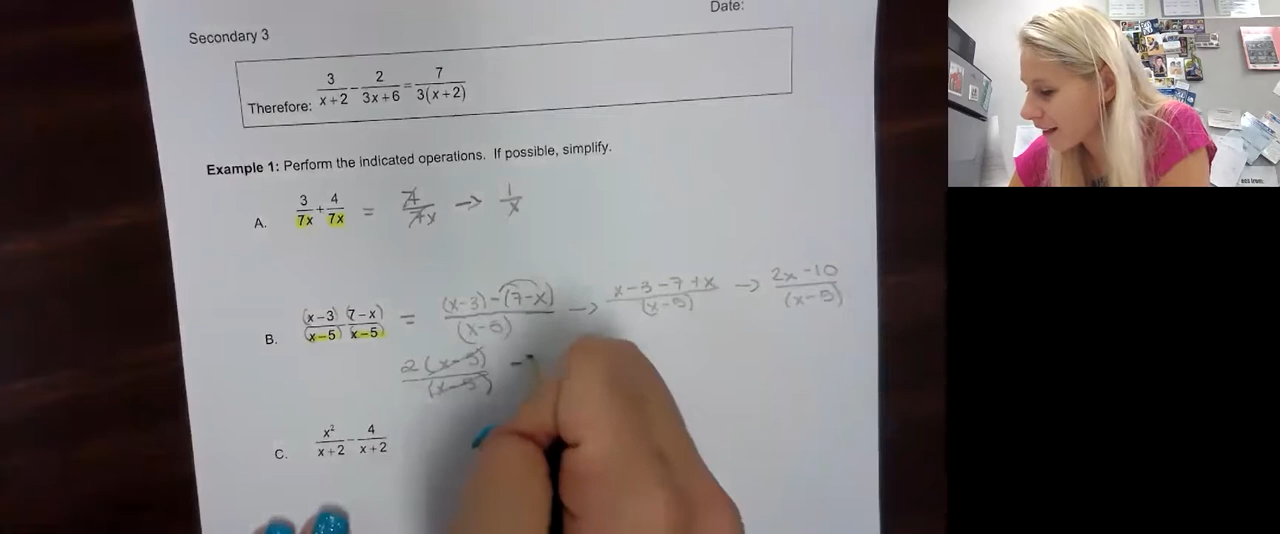 Date:
Secondary 3
Therefore: 3/(x+2) - 2/(3x+6) = 7/(3(x+2))
Example 1: Perform the indicated operations. If possible, simplify.
A. 3/7x + 4/7x = 7/7x → 1/x
B. (x-3)/(x-5) - (7-x)/(x-5) = ((x-3)-(7-x))/(x-5) → (x-3-7+x)/(x-5) → (2x-10)/(x-5)
2(x-5)/(x-5)
C. x²/(x+2) - 4/(x+2)